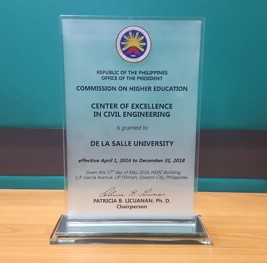 REPUBLIC OF THE PHILIPPINES
OFFICE OF THE PRESIDENT
COMMISSION ON HIGHER EDUCATION
CENTER OF EXCELLENCE
IN CIVIL ENGINEERING
is granted to
DE LA SALLE UNIVERSITY
effective April 1, 2016 to December 31, 2018
Given this 17th day of May 2016, HEDC Building,
C.P. Garcia Avenue, UP Diliman, Quezon City, Philippines
PATRICIA B. LICUANAN, Ph. D.
Chairperson